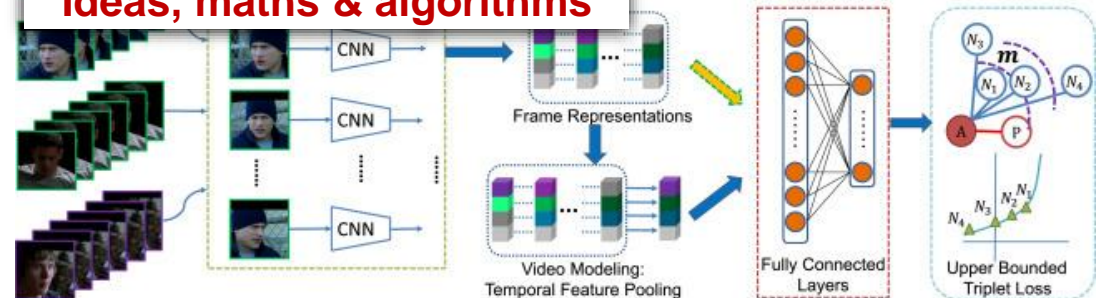 Ideas, maths & algorithms
CNN
CNN
CNN
Frame Representations
Video Modeling:
Temporal Feature Pooling
Fully Connected
Layers
N₃
m
N₁
N₂
N₄
A
P
N₄
N₃
N₂
N₁
Upper Bounded
Triplet Loss